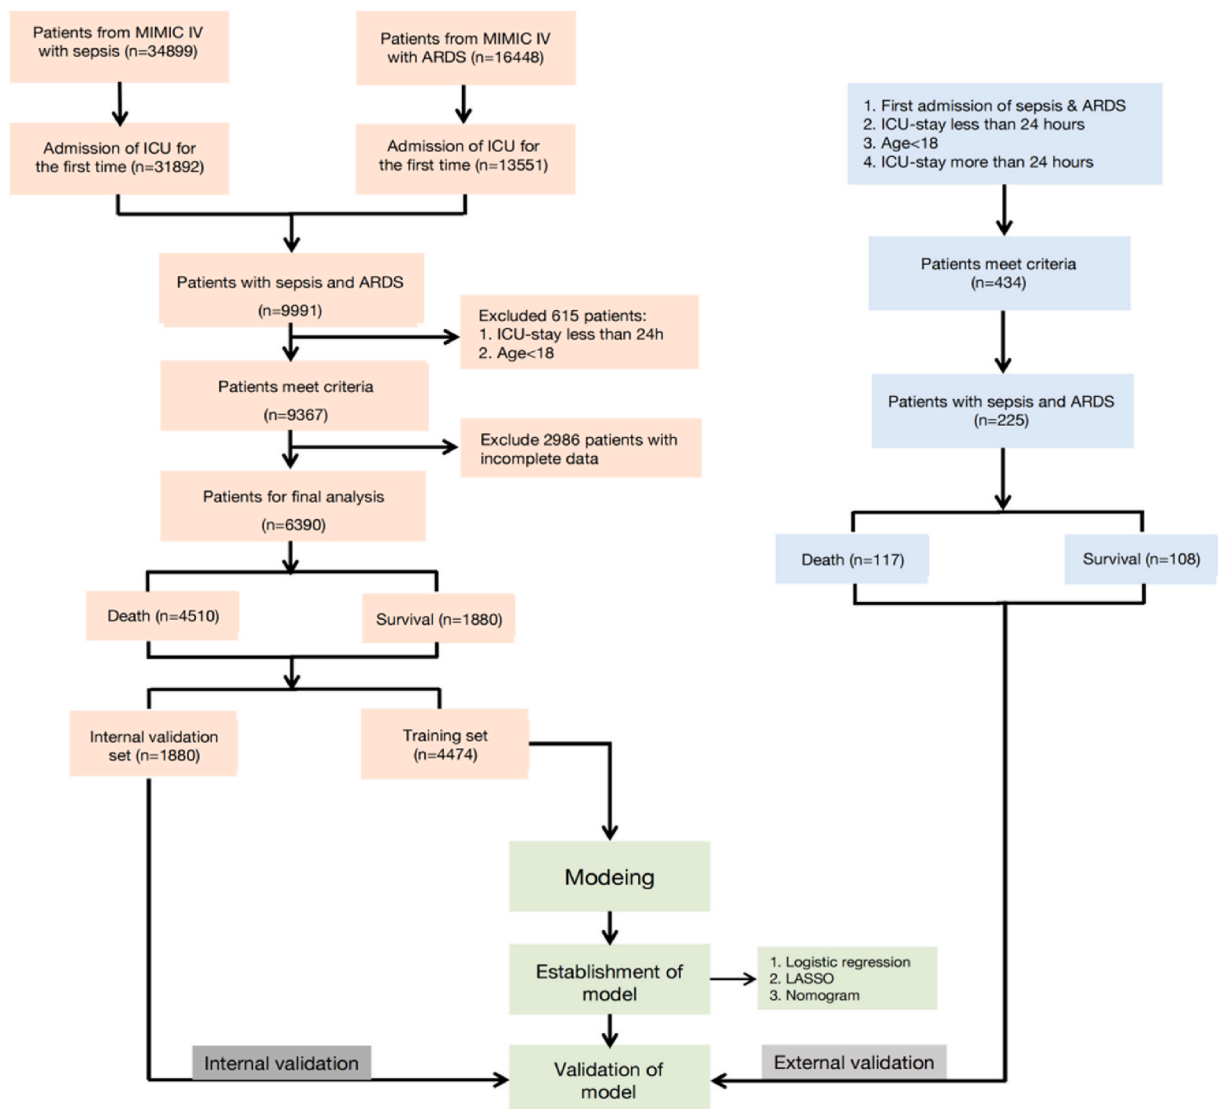 Patients from MIMIC IV
with sepsis (n=34899)
Patients from MIMIC IV
with ARDS (n=16448)
Admission of ICU for
the first time (n=31892)
Admission of ICU for
the first time (n=13551)
Patients with sepsis and ARDS
(n=9991)
Excluded 615 patients:
1. ICU-stay less than 24h
2. Age<18
Patients meet criteria
(n=9367)
Exclude 2986 patients with
incomplete data
Patients for final analysis
(n=6390)
Death (n=4510)
Survival (n=1880)
Internal validation
set (n=1880)
Training set
(n=4474)
1. First admission of sepsis & ARDS
2. ICU-stay less than 24 hours
3. Age<18
4. ICU-stay more than 24 hours
Patients meet criteria
(n=434)
Patients with sepsis and ARDS
(n=225)
Death (n=117)
Survival (n=108)
Modeing
Establishment of
model
1. Logistic regression
2. LASSO
3. Nomogram
Internal validation
Validation of
model
External validation